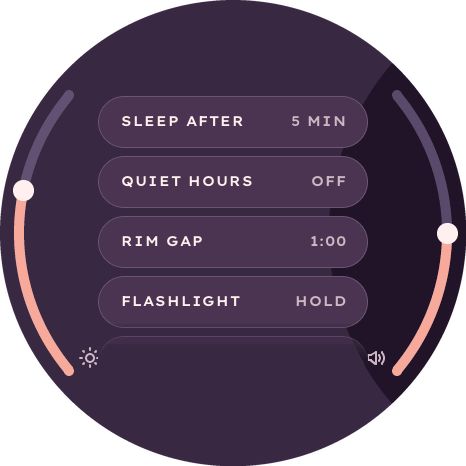 SLEEP AFTER 5 MIN
QUIET HOURS OFF
RIM GAP 1:00
FLASHLIGHT HOLD